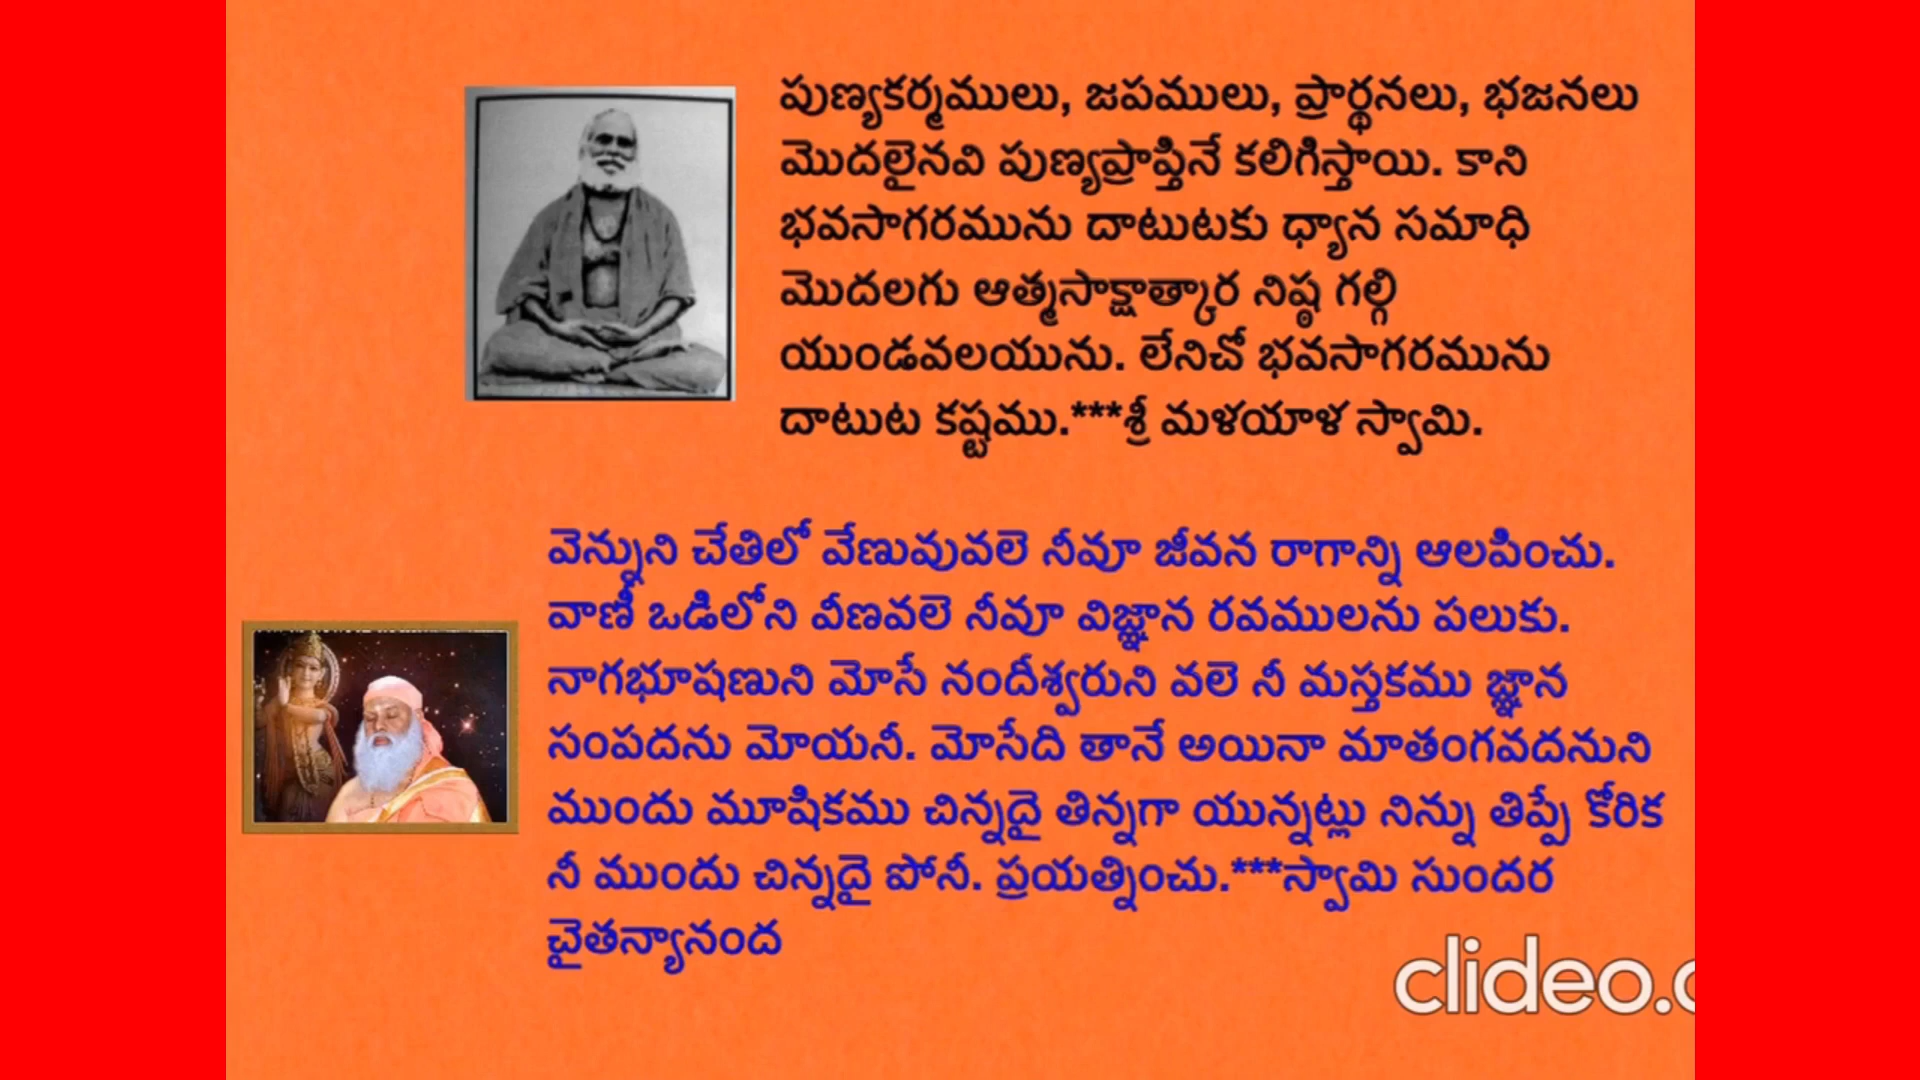 పుణ్యకర్మములు, జపములు, ప్రార్థనలు, భజనలు
మొదలైనవి పుణ్యప్రాప్తినే కలిగిస్తాయి. కాని
భవసాగరమును దాటుటకు ధ్యాన సమాధి
మొదలగు ఆత్మసాక్షాత్కార నిష్ఠ గల్గి
యుండవలయును. లేనిచో భవసాగరమును
దాటుట కష్టము.***శ్రీ మళయాళ స్వామి.
వెన్నుని చేతిలో వేణువువలె నీవూ జీవన రాగాన్ని ఆలపించు.
వాణీ ఒడిలోని వీణవలె నీవూ విజ్ఞాన రవములను పలుకు.
నాగభూషణుని మోసే నందీశ్వరుని వలె నీ మస్తకము జ్ఞాన
సంపదను మోయనీ. మోసేది తానే అయినా మాతంగవదనుని
ముందు మూషికము చిన్నదై తిన్నగా యున్నట్లు నిన్ను తిప్పే కోరిక
నీ ముందు చిన్నదై పోనీ. ప్రయత్నించు.***స్వామి సుందర
చైతన్యానంద
clideo.c